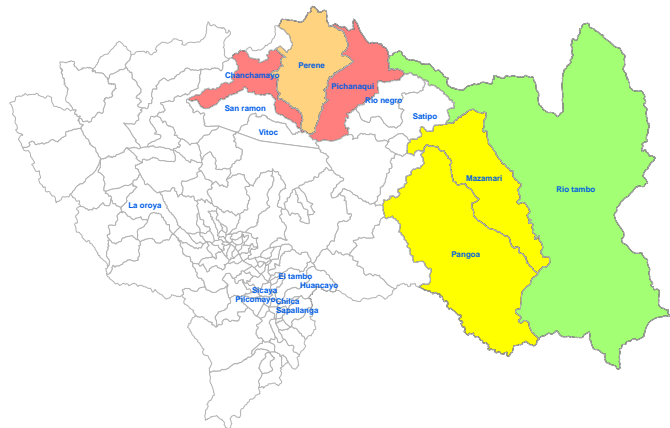 Perene
Chanchamayo
Pichanaqui
Rio negro
San ramon
Satipo
Vitoc
Mazamari
Rio tambo
La oroya
Pangoa
El tambo
Huancayo
Sicaya
Pilcomayo
Chilca
Sapallanga